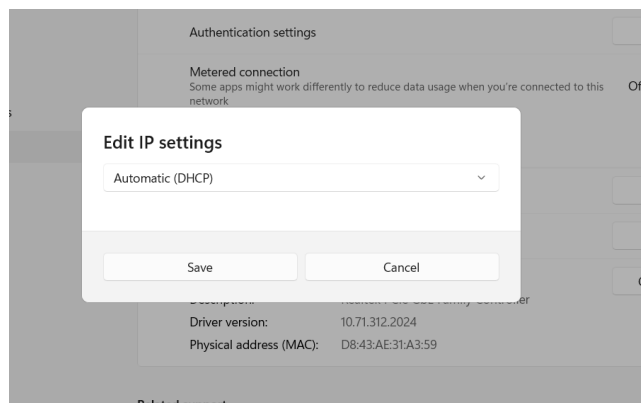 Authentication settings
Metered connection
Some apps might work differently to reduce data usage when you're connected to this
network
Edit IP settings
Automatic (DHCP)
Save
Cancel
Driver version: 10.71.312.2024
Physical address (MAC): D8:43:AE:31:A3:59